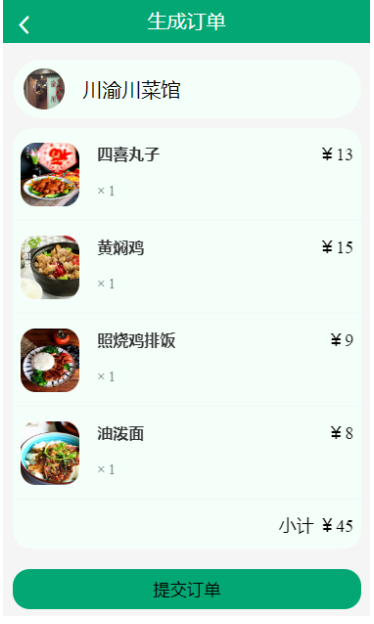 生成订单
川渝川菜馆
四喜丸子 ¥13
×1
黄焖鸡 ¥15
×1
照烧鸡排饭 ¥9
×1
油泼面 ¥8
×1
小计 ¥45
提交订单